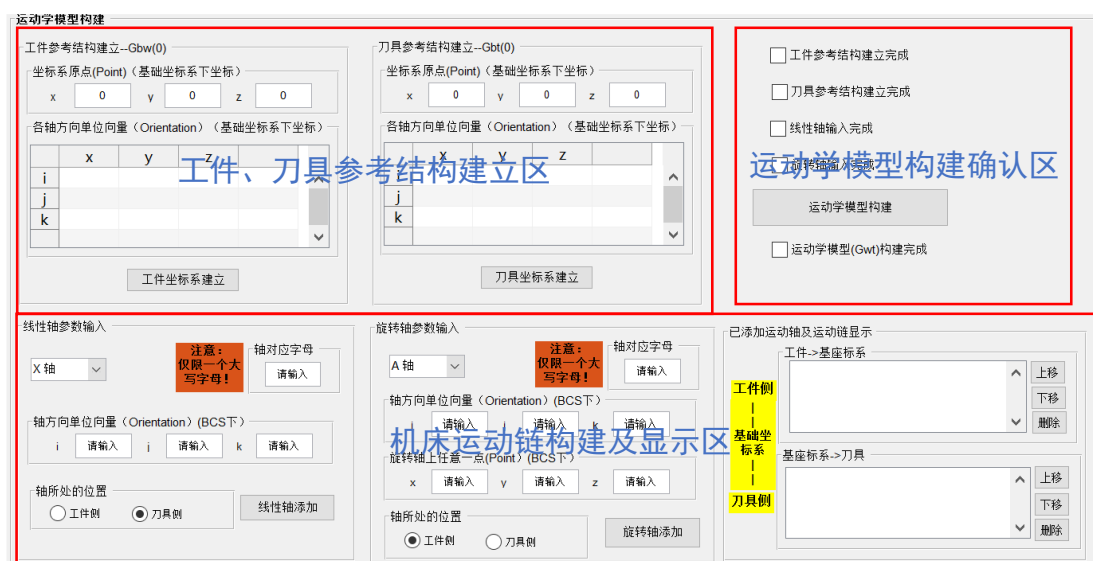 运动学模型构建
工件参考结构建立--Gbw(0)
坐标系原点(Point)（基础坐标系下坐标）
x 0 y 0 z 0
各轴方向单位向量（Orientation）（基础坐标系下坐标）
x y z
i
j
k
工件坐标系建立
刀具参考结构建立--Gbt(0)
坐标系原点(Point)（基础坐标系下坐标）
x 0 y 0 z 0
各轴方向单位向量（Orientation）（基础坐标系下坐标）
x y z
j
k
刀具坐标系建立
工件、刀具参考结构建立区
工件参考结构建立完成
刀具参考结构建立完成
线性轴输入完成
旋转轴输入完成
运动学模型构建确认区
运动学模型构建
运动学模型(Gwt)构建完成
线性轴参数输入
X 轴
注意：
仅限一个大
写字母！
轴对应字母
请输入
轴方向单位向量（Orientation）(BCS下)
i 请输入 j 请输入 k 请输入
轴所处的位置
工件侧 刀具侧
线性轴添加
旋转轴参数输入
A 轴
注意：
仅限一个大
写字母！
轴对应字母
请输入
轴方向单位向量（Orientation）(BCS下)
i 请输入 j 请输入 k 请输入
机床运动链构建及显示区
旋转轴上任意一点(Point)（BCS下）
x 请输入 y 请输入 z 请输入
轴所处的位置
工件侧 刀具侧
旋转轴添加
已添加运动轴及运动链显示
工件->基座标系
上移
下移
删除
工件侧
|
|
基础坐
标系
|
|
刀具侧
基座标系->刀具
上移
下移
删除